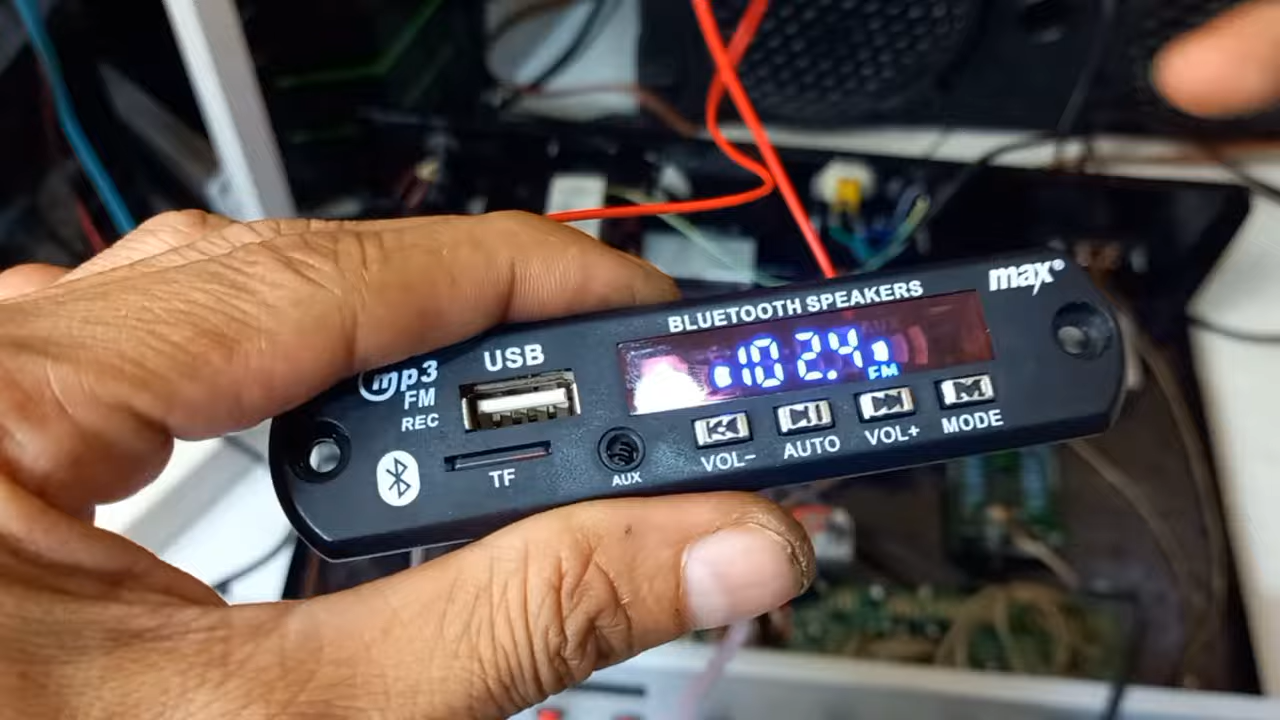 max®
BLUETOOTH SPEAKERS
102.4
FM
USB
mp3
FM
REC
TF
AUX
VOL−
AUTO
VOL+
MODE